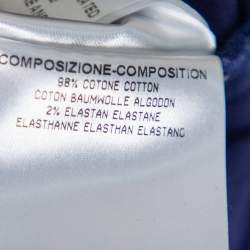 COMPOSIZIONE-COMPOSITION
98% COTONE COTTON
COTON BAUMWOLLE ALGODON
2% ELASTAN ELASTANE
ELASTHANNE ELASTHAN ELASTANO